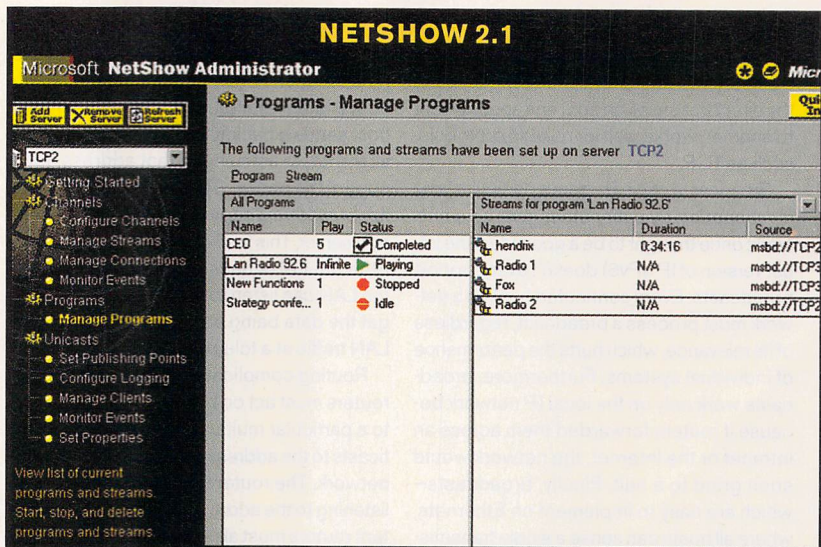 NETSHOW 2.1
Microsoft NetShow Administrator
Micr
Add Server
Remove Server
Refresh Server
TCP2
Getting Started
Channels
Configure Channels
Manage Streams
Manage Connections
Monitor Events
Programs
Manage Programs
Unicasts
Set Publishing Points
Configure Logging
Manage Clients
Monitor Events
Set Properties
View list of current
programs and streams.
Start, stop, and delete
programs and streams.
Programs - Manage Programs
Qui
In
The following programs and streams have been set up on server TCP2
Program Stream
All Programs
Name Play Status
CEO 5 Completed
Lan Radio 92.6 Infinite Playing
New Functions 1 Stopped
Strategy confe... 1 Idle
Streams for program 'Lan Radio 92.6'
Name Duration Source
hendrix 0:34:16 msbd://TCP2
Radio 1 N/A msbd://TCP3
Fox N/A msbd://TCP3
Radio 2 N/A msbd://TCP2